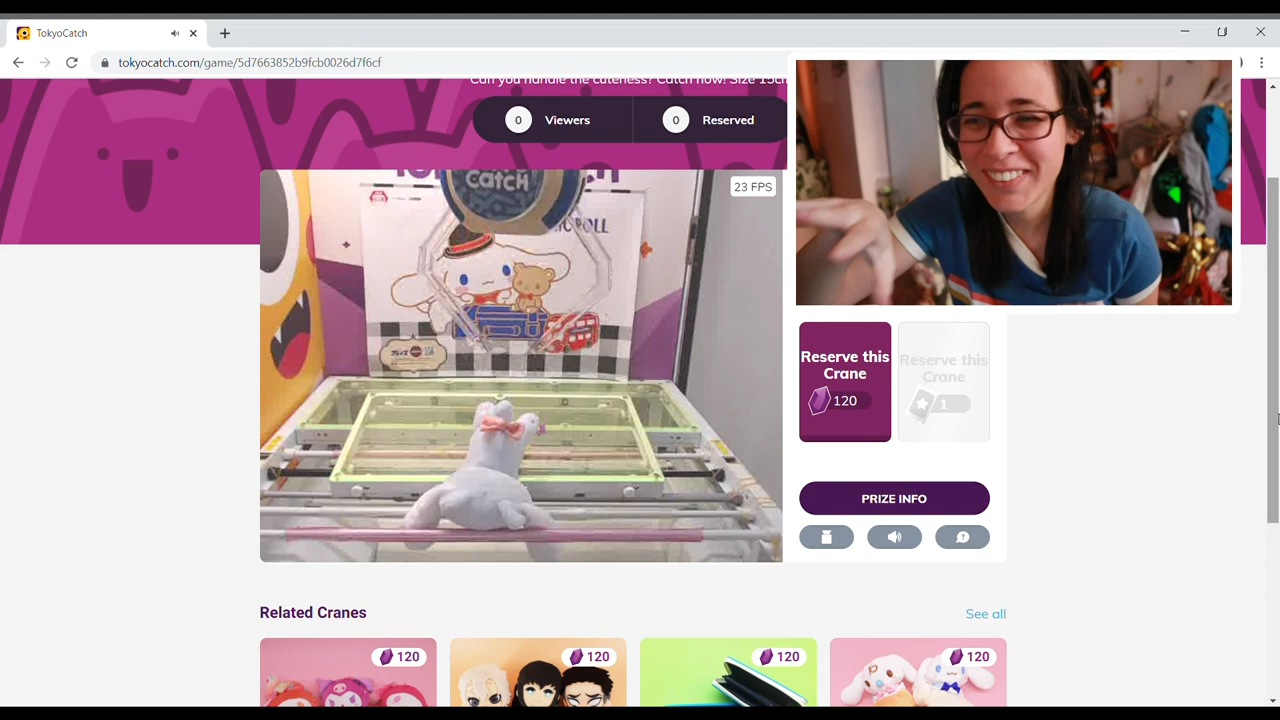 TokyoCatch
tokyocatch.com/game/5d7663852b9fcb0026d7f6cf
Can you handle the cuteness? Catch now! Size 15c
0 Viewers
0 Reserved
23 FPS
catch
Reserve this
Crane
120
Reserve this
Crane
1
PRIZE INFO
Related Cranes
See all
120
120
120
120